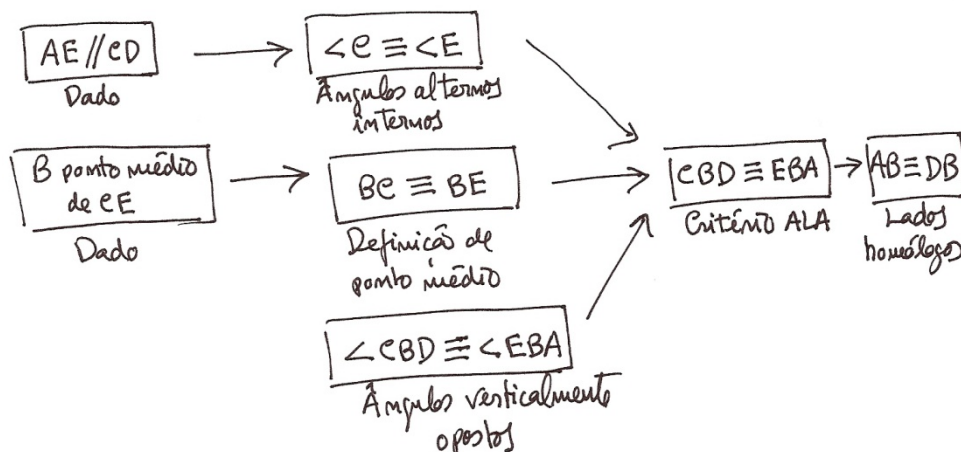 AE//CD
Dado
<C ≡ <E
Ângulos alternos
internos
B ponto médio
de CE
Dado
BC ≡ BE
Definição de
ponto médio
<CBD ≡ <EBA
Ângulos verticalmente
opostos
CBD ≡ EBA
Critério ALA
AB ≡ DB
Lados
homólogos